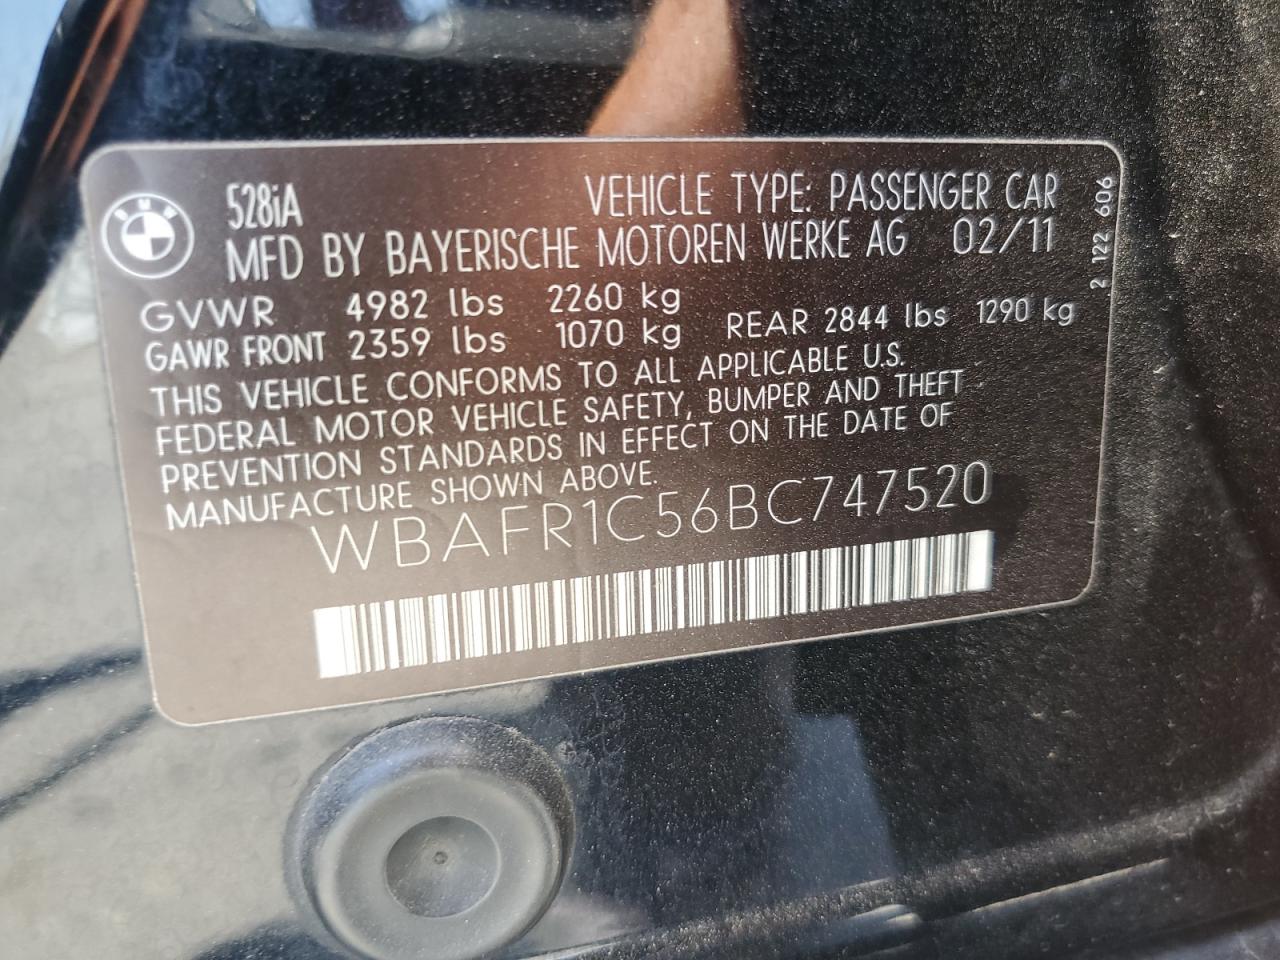 BMW
528iA
VEHICLE TYPE: PASSENGER CAR
MFD BY BAYERISCHE MOTOREN WERKE AG 02/11
GVWR 4982 lbs 2260 kg
GAWR FRONT 2359 lbs 1070 kg REAR 2844 lbs 1290 kg
THIS VEHICLE CONFORMS TO ALL APPLICABLE U.S.
FEDERAL MOTOR VEHICLE SAFETY, BUMPER AND THEFT
PREVENTION STANDARDS IN EFFECT ON THE DATE OF
MANUFACTURE SHOWN ABOVE.
WBAFR1C56BC747520
2 122 606